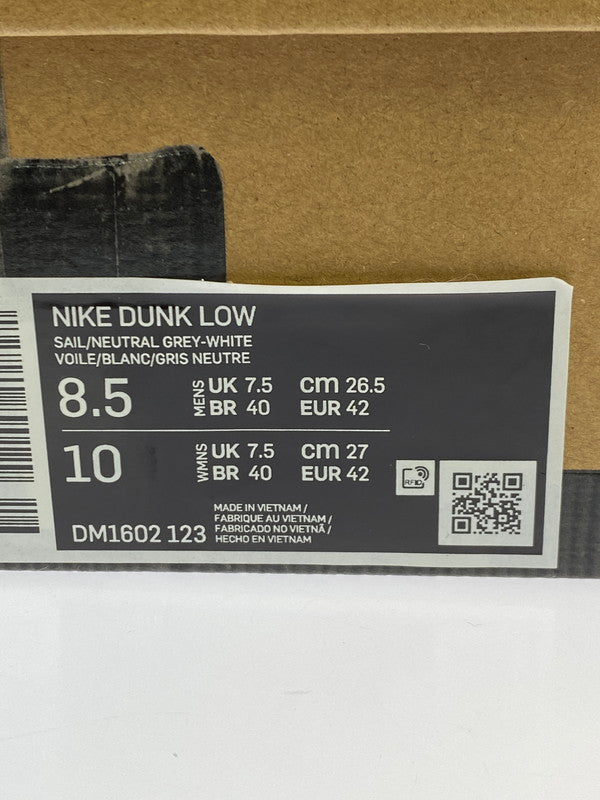 NIKE DUNK LOW
SAIL/NEUTRAL GREY-WHITE
VOILE/BLANC/GRIS NEUTRE
8.5 MENS UK 7.5 cm 26.5
BR 40 EUR 42
10 WMNS UK 7.5 cm 27
BR 40 EUR 42
RFID
DM1602 123
MADE IN VIETNAM /
FABRIQUE AU VIETNAM /
FABRICADO NO VIETNÃ /
HECHO EN VIETNAM